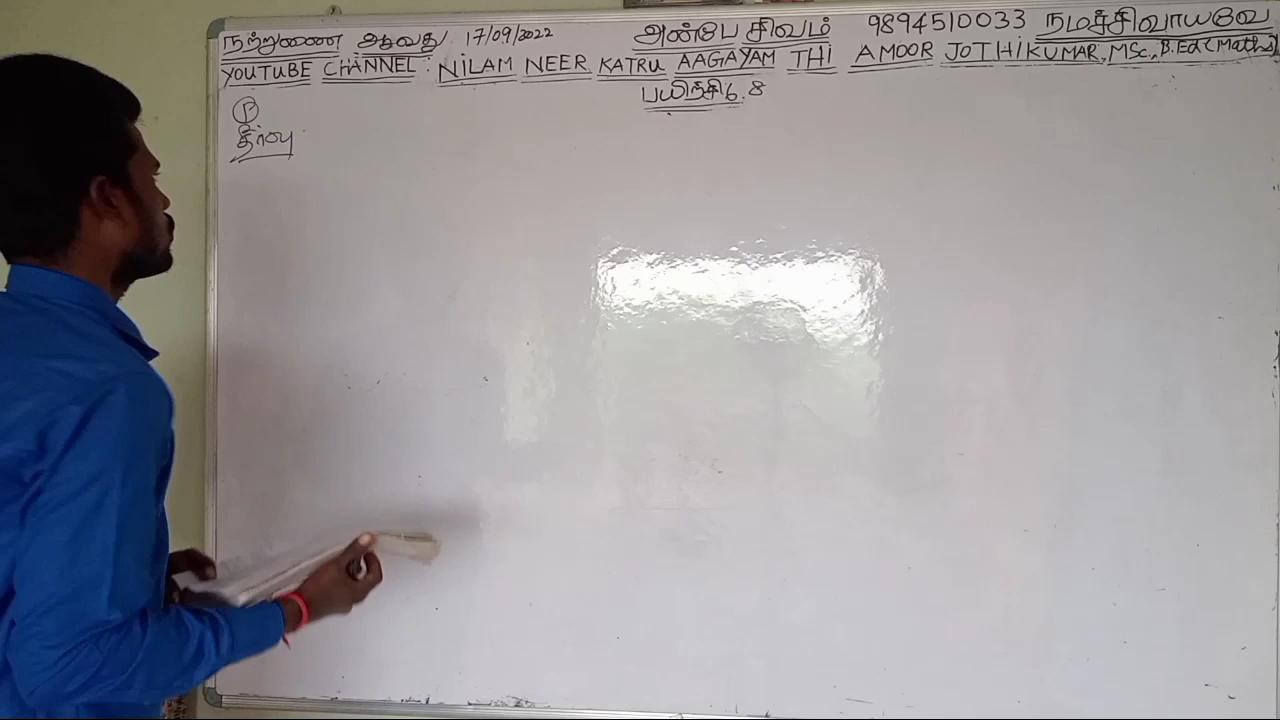 நற்றுணை ஆவது 17/09/2022 அன்பே சிவம் 9894510033 நமச்சிவாயவே
YOUTUBE CHANNEL: NILAM NEER KATRU AAGAYAM THI AMOOR JOTHIKUMAR, MSc., B.Ed (Maths)
பயிற்சி 6.8
தீர்வு